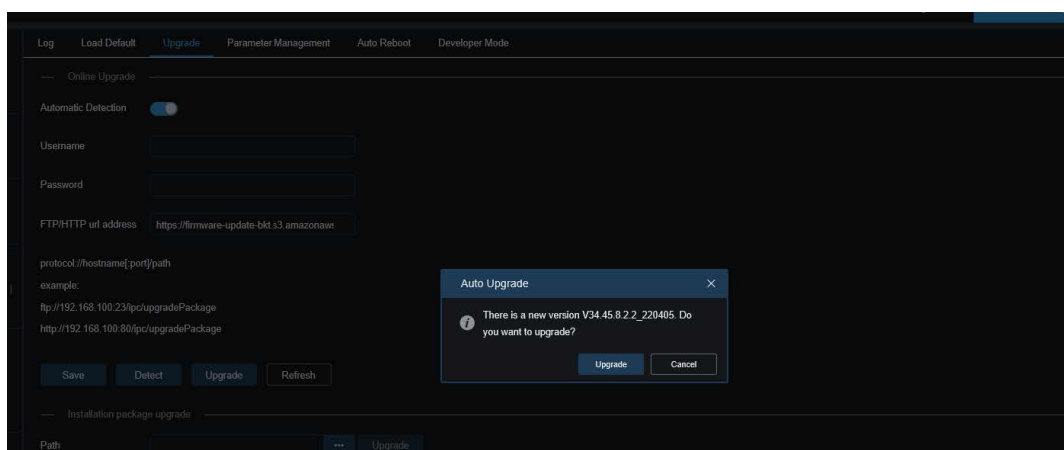 Log Load Default Upgrade Parameter Management Auto Reboot Developer Mode
Online Upgrade
Automatic Detection
Username
Password
FTP/HTTP url address https://firmware-update-bkt.s3.amazonaws
protocol://hostname[:port]/path
example:
ftp://192.168.100:23/ipc/upgradePackage
http://192.168.100:80/ipc/upgradePackage
Save Detect Upgrade Refresh
Installation package upgrade
Path ... Upgrade
Auto Upgrade
There is a new version V34.45.8.2.2_220405. Do
you want to upgrade?
Upgrade Cancel